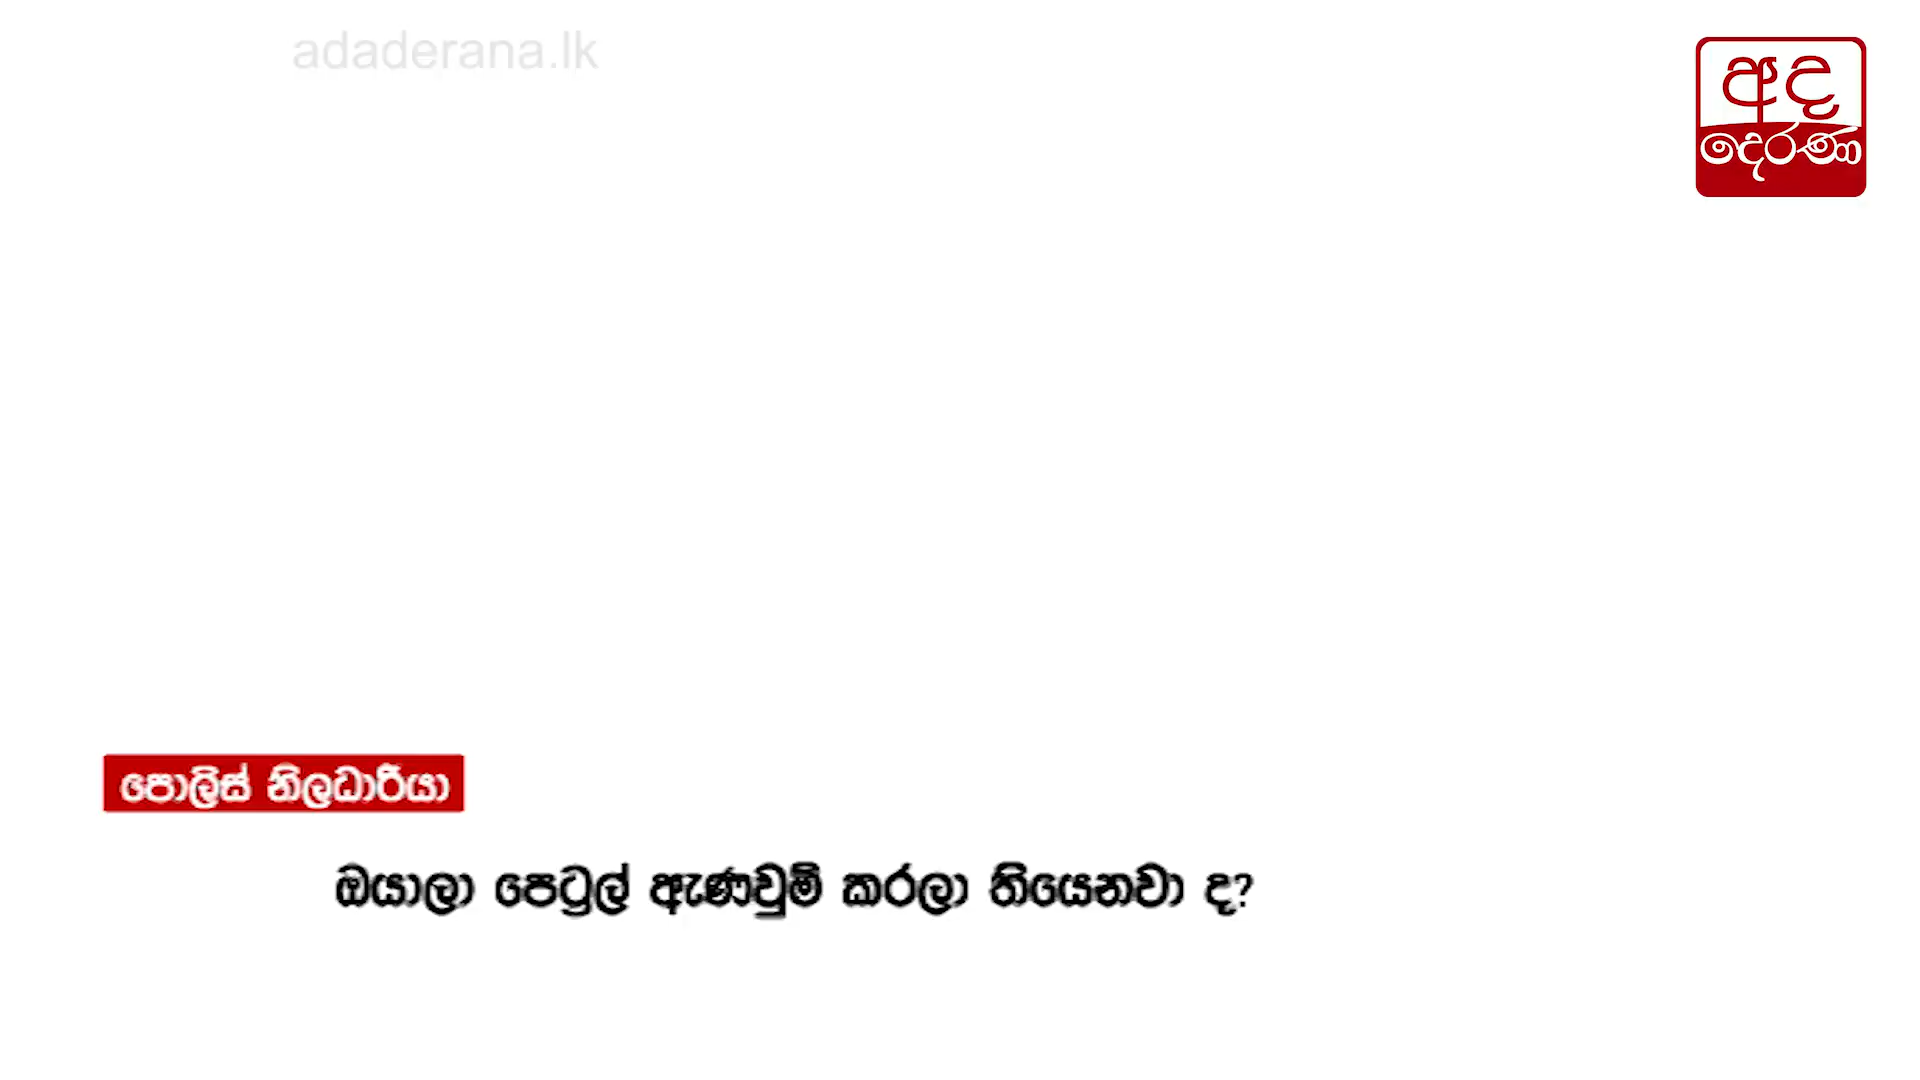 adaderana.lk
අද
දෙරණ
පොලිස් නිලධාරියා
ඔයාලා පෙට්‍රල් ඇණවුම් කරලා තියෙනවා ද?